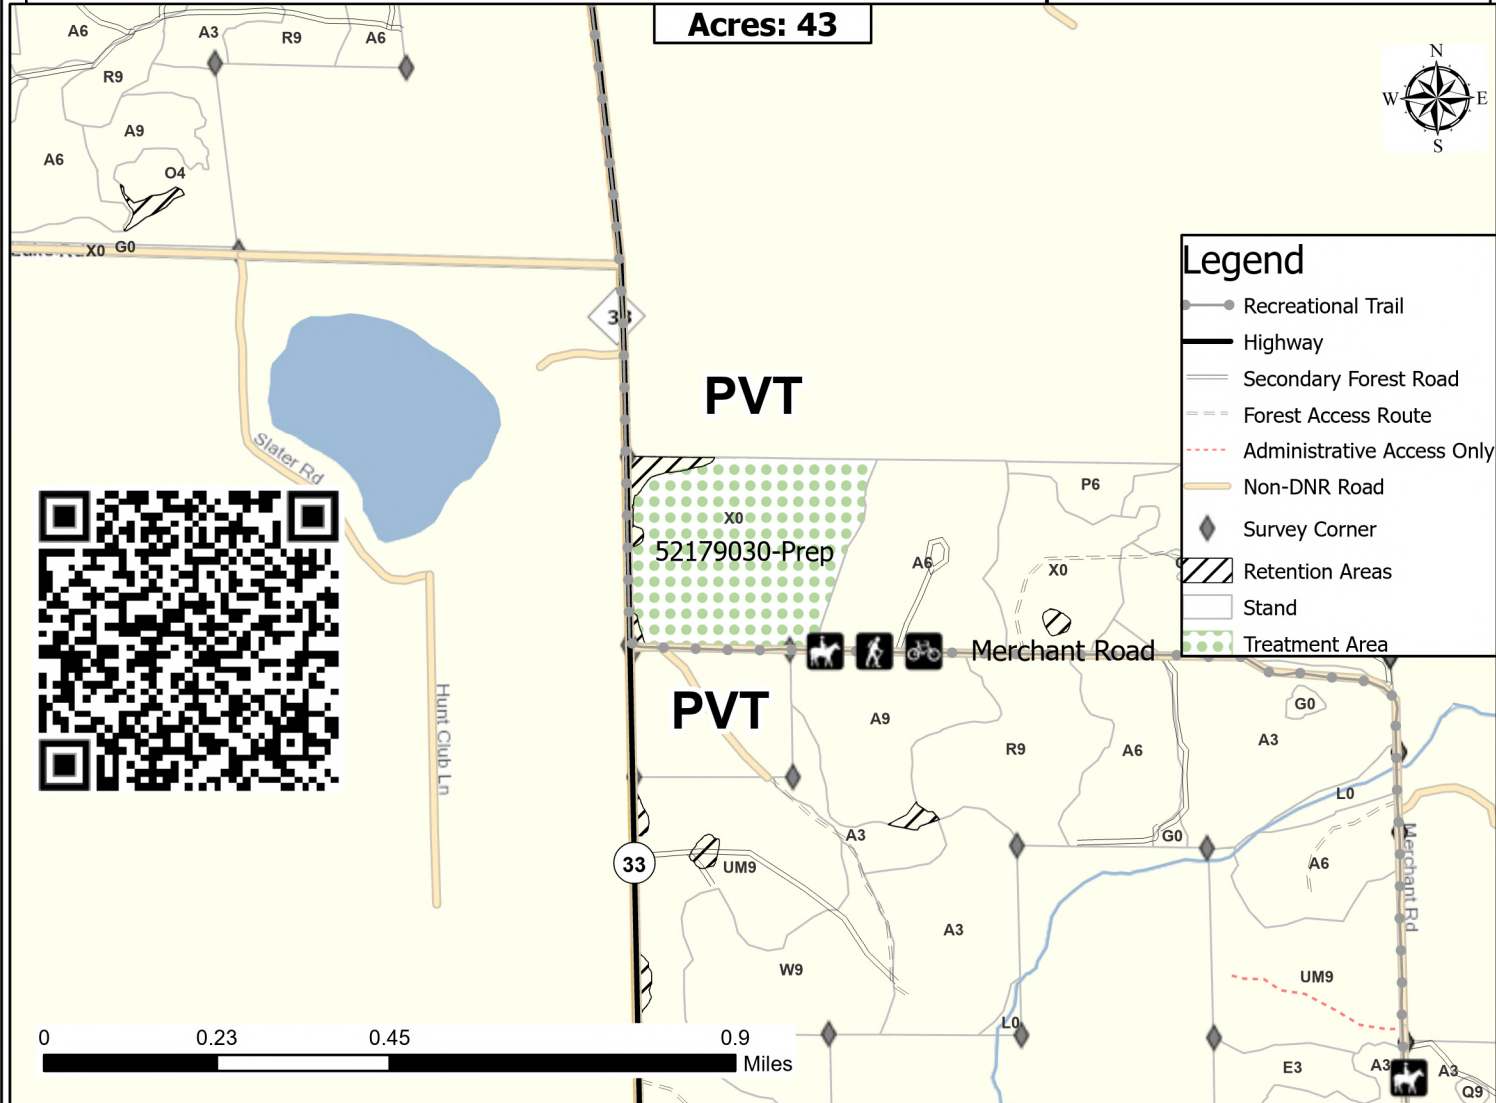 Acres: 43
A6
A3
R9
A6
R9
A9
A6
O4
N
W
E
S
X0
G0
33
Legend
Recreational Trail
Highway
Secondary Forest Road
Forest Access Route
Administrative Access Only
Non-DNR Road
Survey Corner
Retention Areas
Stand
Treatment Area
PVT
Slater Rd
P6
X0
52179030-Prep
A6
X0
Merchant Road
PVT
Hunt Club Ln
A9
R9
A6
A3
G0
L0
A3
G0
33
UM9
A6
Merchant Rd
A3
W9
UM9
L0
0
0.23
0.45
0.9
Miles
E3
A3
A3
Q9